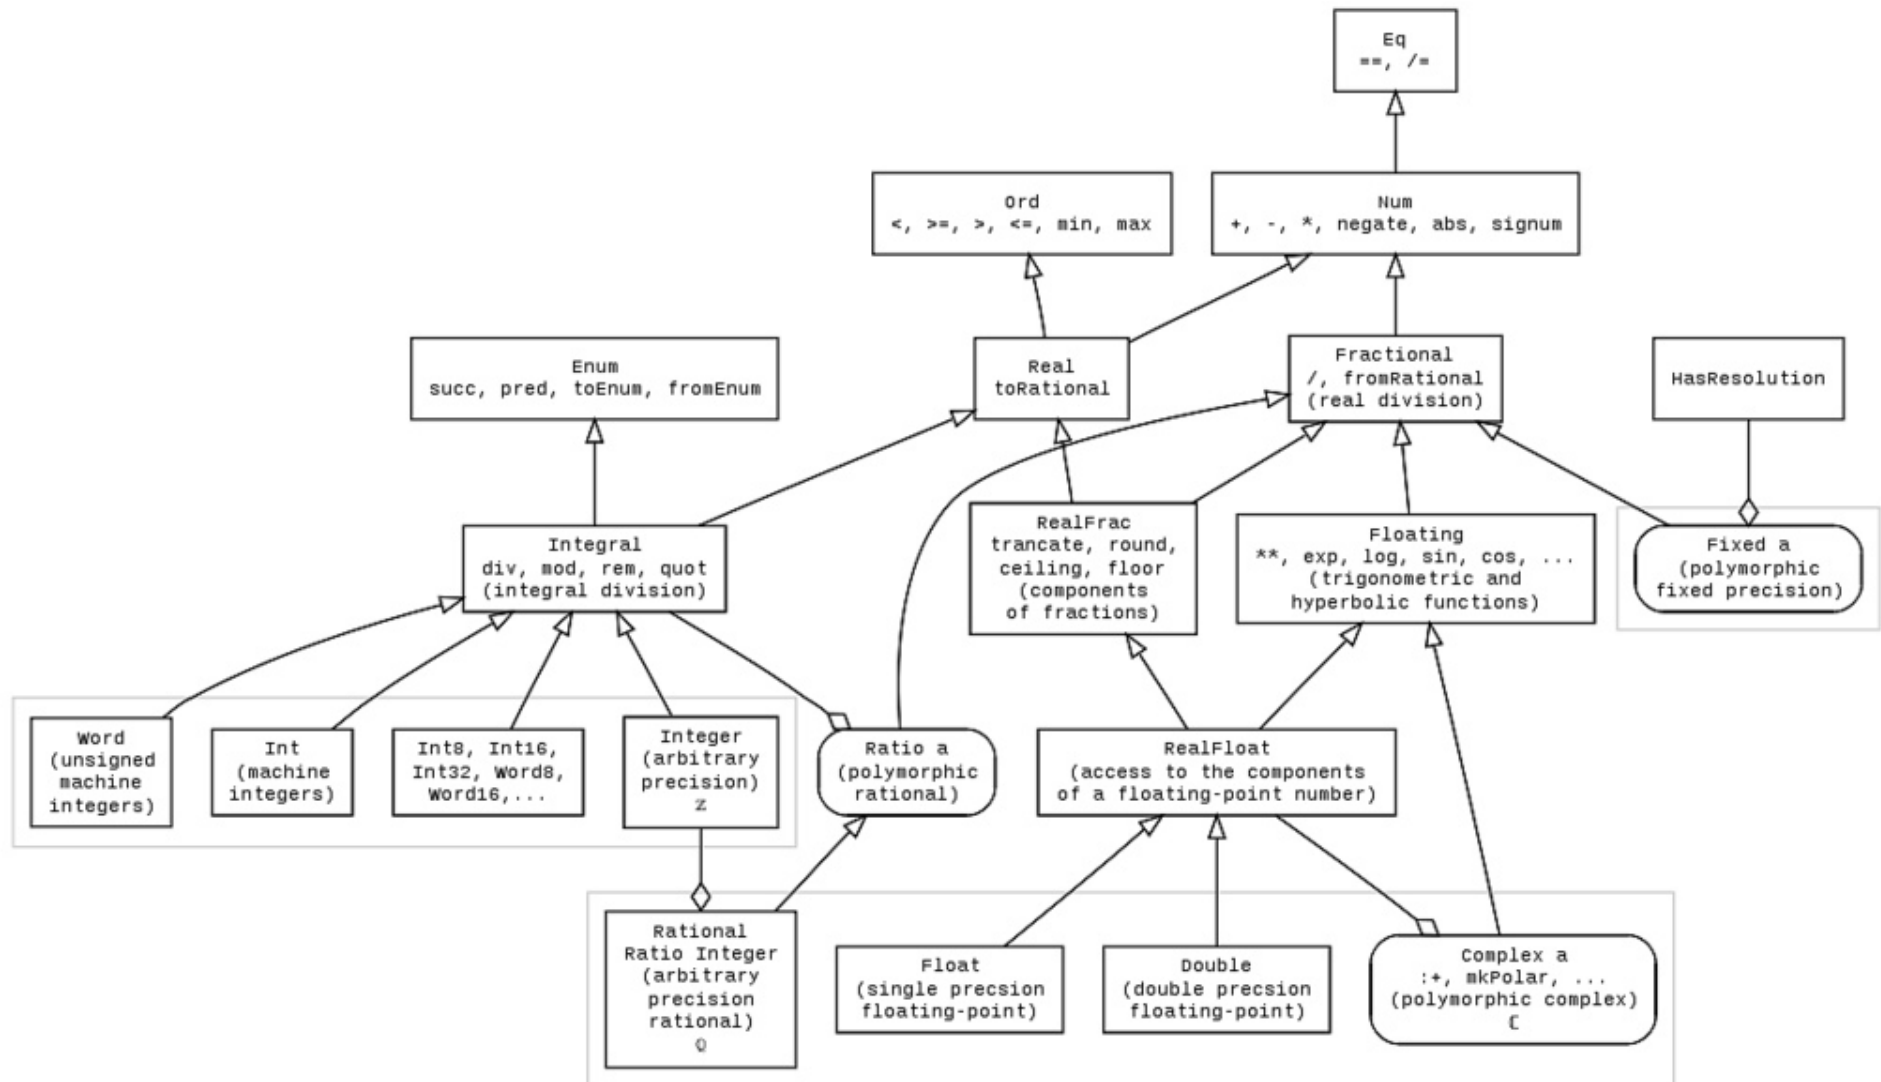 Eq
==, /=
Ord
<, >=, >, <=, min, max
Num
+, -, *, negate, abs, signum
Enum
succ, pred, toEnum, fromEnum
Real
toRational
Fractional
/, fromRational
(real division)
HasResolution
Integral
div, mod, rem, quot
(integral division)
RealFrac
trancate, round,
ceiling, floor
(components
of fractions)
Floating
**, exp, log, sin, cos, ...
(trigonometric and
hyperbolic functions)
Fixed a
(polymorphic
fixed precision)
Word
(unsigned
machine
integers)
Int
(machine
integers)
Int8, Int16,
Int32, Word8,
Word16,...
Integer
(arbitrary
precision)
ℤ
Ratio a
(polymorphic
rational)
RealFloat
(access to the components
of a floating-point number)
Rational
Ratio Integer
(arbitrary
precision
rational)
ℚ
Float
(single precsion
floating-point)
Double
(double precsion
floating-point)
Complex a
:+, mkPolar, ...
(polymorphic complex)
ℂ